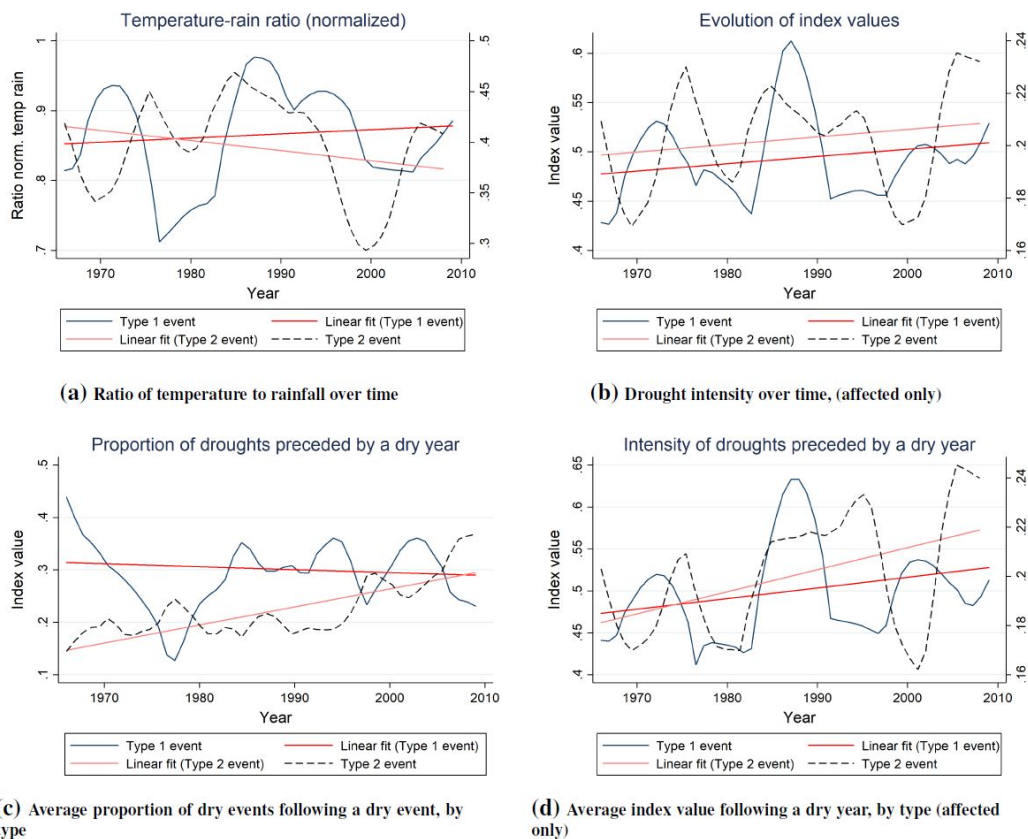 Temperature-rain ratio (normalized)
Ratio norm. temp rain
1
.9
.8
.7
.5
.45
.4
.35
.3
1970 1980 1990 2000 2010
Year
Type 1 event Linear fit (Type 1 event)
Linear fit (Type 2 event) Type 2 event
(a) Ratio of temperature to rainfall over time
Evolution of index values
Index value
.6
.55
.5
.45
.4
.24
.22
.2
.18
.16
1970 1980 1990 2000 2010
Year
Type 1 event Linear fit (Type 1 event)
Linear fit (Type 2 event) Type 2 event
(b) Drought intensity over time, (affected only)
Proportion of droughts preceded by a dry year
Index value
.5
.4
.3
.2
.1
1970 1980 1990 2000 2010
Year
Type 1 event Linear fit (Type 1 event)
Linear fit (Type 2 event) Type 2 event
(c) Average proportion of dry events following a dry event, by
type
Intensity of droughts preceded by a dry year
Index value
.65
.6
.55
.5
.45
.4
.24
.22
.2
.18
.16
1970 1980 1990 2000 2010
Year
Type 1 event Linear fit (Type 1 event)
Linear fit (Type 2 event) Type 2 event
(d) Average index value following a dry year, by type (affected
only)